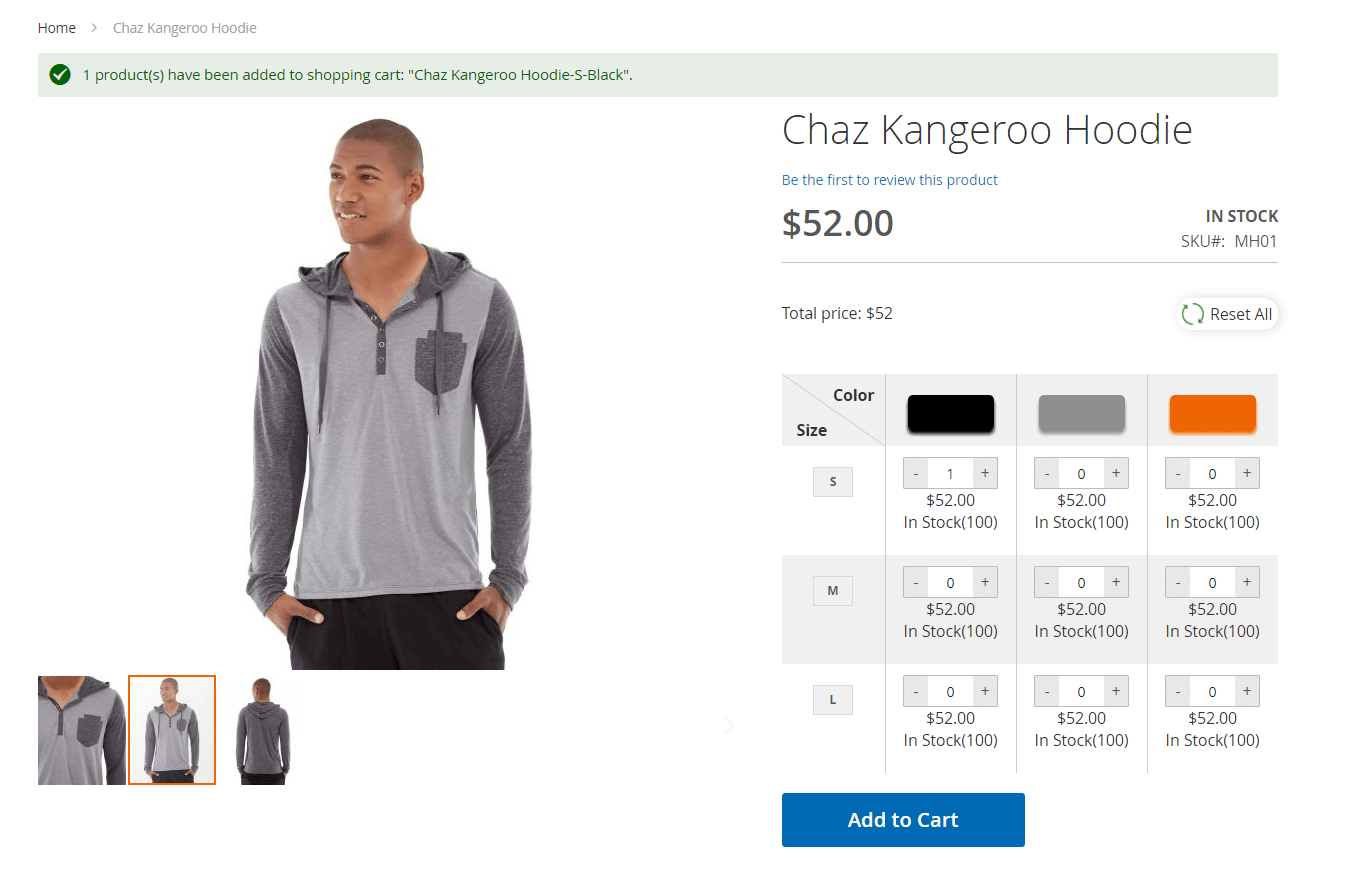 Home > Chaz Kangeroo Hoodie
1 product(s) have been added to shopping cart: "Chaz Kangeroo Hoodie-S-Black".
Chaz Kangeroo Hoodie
Be the first to review this product
$52.00
IN STOCK
SKU#: MH01
Total price: $52
Reset All
Color
Size
S
- 1 + - 0 + - 0 +
$52.00 $52.00 $52.00
In Stock(100) In Stock(100) In Stock(100)
M
- 0 + - 0 + - 0 +
$52.00 $52.00 $52.00
In Stock(100) In Stock(100) In Stock(100)
L
- 0 + - 0 + - 0 +
$52.00 $52.00 $52.00
In Stock(100) In Stock(100) In Stock(100)
Add to Cart